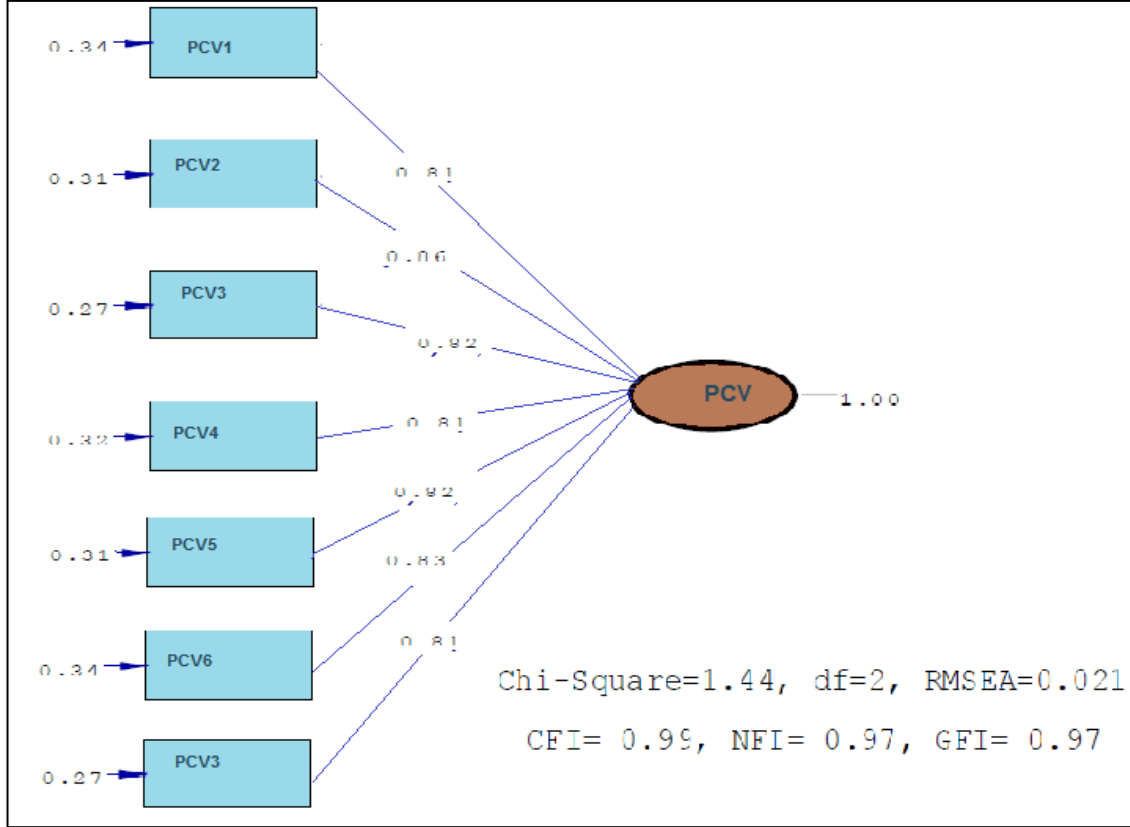 0.34 PCV1
0.81
0.31 PCV2
0.86
0.27 PCV3
0.92
PCV 1.00
0.32 PCV4
0.81
0.92
0.31 PCV5
0.83
0.34 PCV6
0.81
Chi-Square=1.44, df=2, RMSEA=0.021
CFI= 0.99, NFI= 0.97, GFI= 0.97
0.27 PCV3